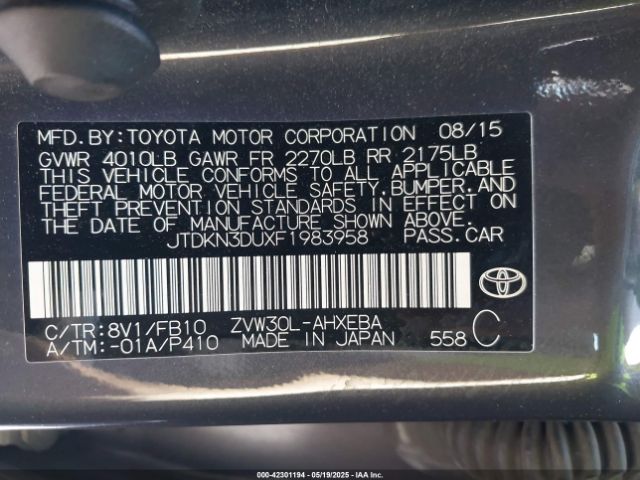 MFD.BY:TOYOTA MOTOR CORPORATION 08/15
GVWR 4010LB GAWR FR 2270LB RR 2175LB
THIS VEHICLE CONFORMS TO ALL APPLICABLE
FEDERAL MOTOR VEHICLE SAFETY,BUMPER,AND
THEFT PREVENTION STANDARDS IN EFFECT ON
THE DATE OF MANUFACTURE SHOWN ABOVE.
JTDKN3DUXF1983958 PASS.CAR
C/TR:8V1/FB10 ZVW30L-AHXEBA
A/TM:-01A/P410 MADE IN JAPAN 558 C
000-42301194 - 05/19/2025 - IAAI, Inc.